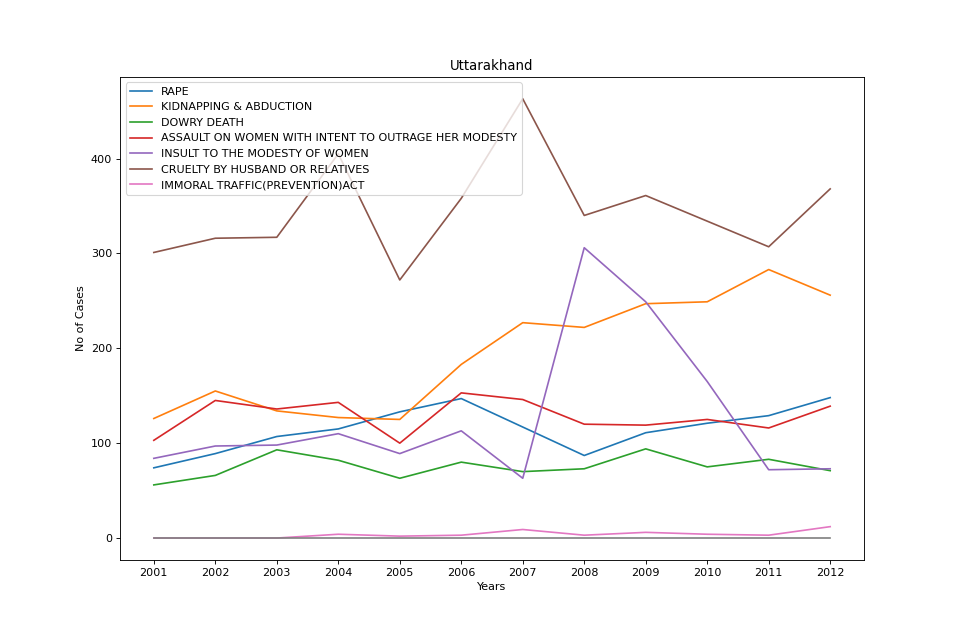 Uttarakhand
RAPE
KIDNAPPING & ABDUCTION
DOWRY DEATH
ASSAULT ON WOMEN WITH INTENT TO OUTRAGE HER MODESTY
INSULT TO THE MODESTY OF WOMEN
CRUELTY BY HUSBAND OR RELATIVES
IMMORAL TRAFFIC(PREVENTION)ACT
No of Cases
400
300
200
100
0
2001 2002 2003 2004 2005 2006 2007 2008 2009 2010 2011 2012
Years